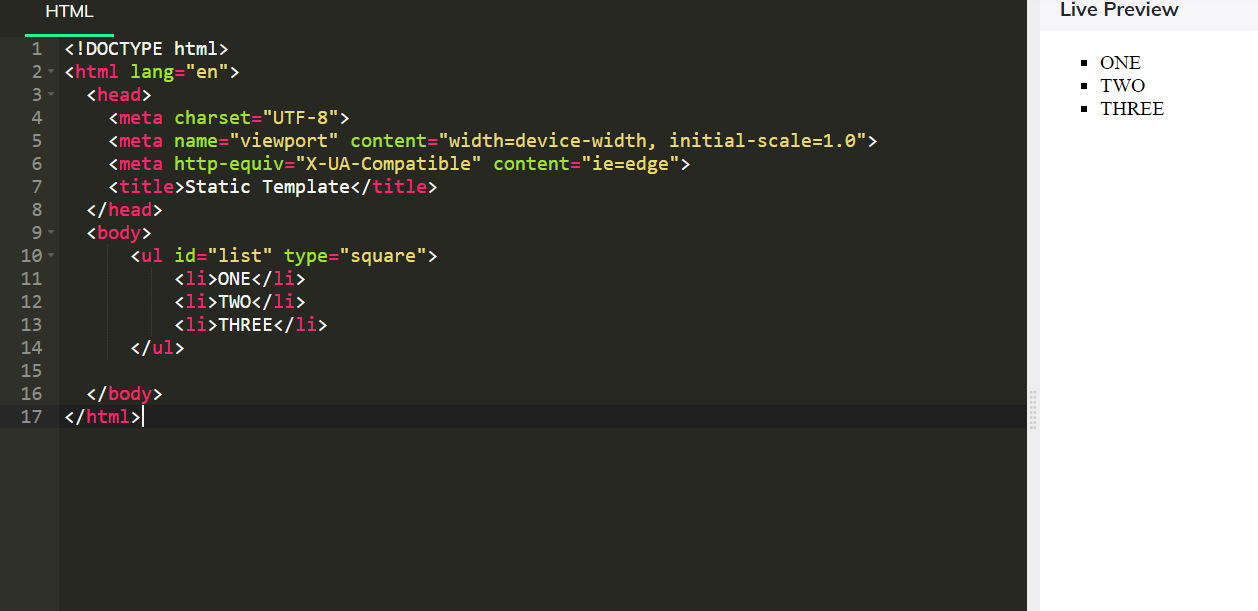 HTML
Live Preview
1 <!DOCTYPE html>
2 <html lang="en">
3   <head>
4     <meta charset="UTF-8">
5     <meta name="viewport" content="width=device-width, initial-scale=1.0">
6     <meta http-equiv="X-UA-Compatible" content="ie=edge">
7     <title>Static Template</title>
8   </head>
9   <body>
10       <ul id="list" type="square">
11           <li>ONE</li>
12           <li>TWO</li>
13           <li>THREE</li>
14       </ul>
15
16   </body>
17 </html>
ONE
TWO
THREE